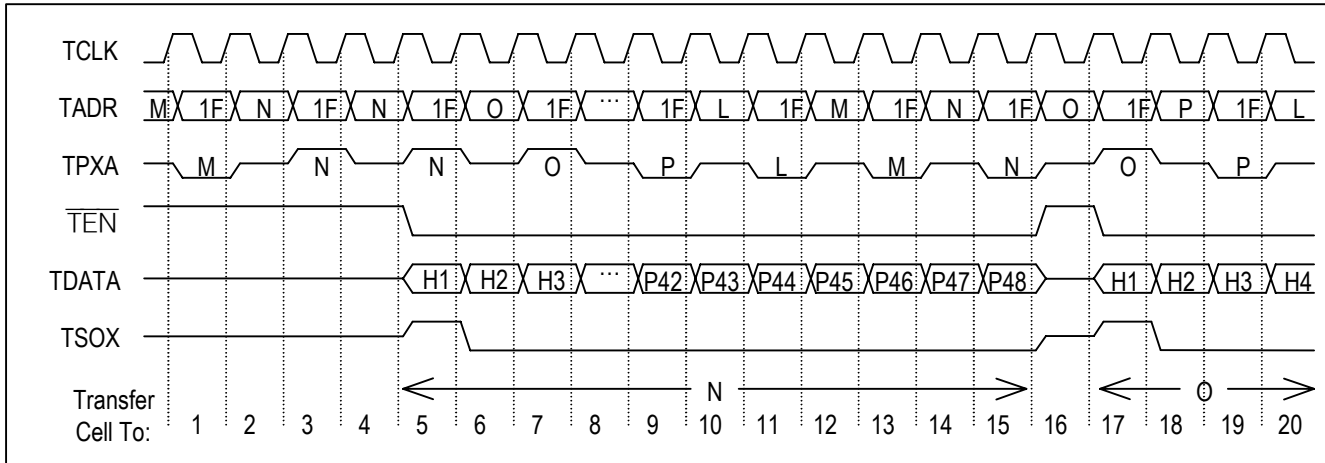 TCLK
TADR M 1F N 1F N 1F O 1F ... 1F L 1F M 1F N 1F O 1F P 1F L
TPXA M N N O P L M N O P
TEN
TDATA H1 H2 H3 ... P42 P43 P44 P45 P46 P47 P48 H1 H2 H3 H4
TSOX
N O
Transfer
Cell To: 1 2 3 4 5 6 7 8 9 10 11 12 13 14 15 16 17 18 19 20